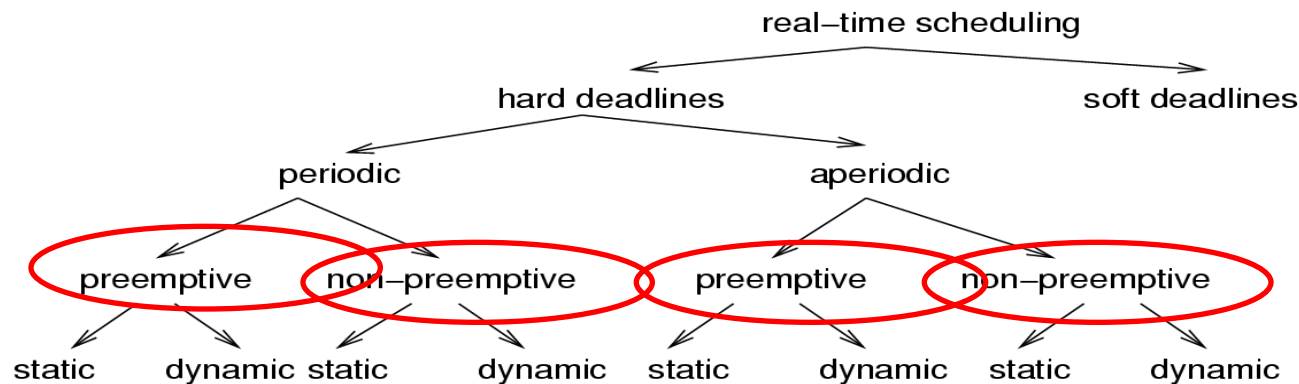 real–time scheduling
hard deadlines soft deadlines
periodic aperiodic
preemptive non–preemptive preemptive non–preemptive
static dynamic static dynamic static dynamic static dynamic